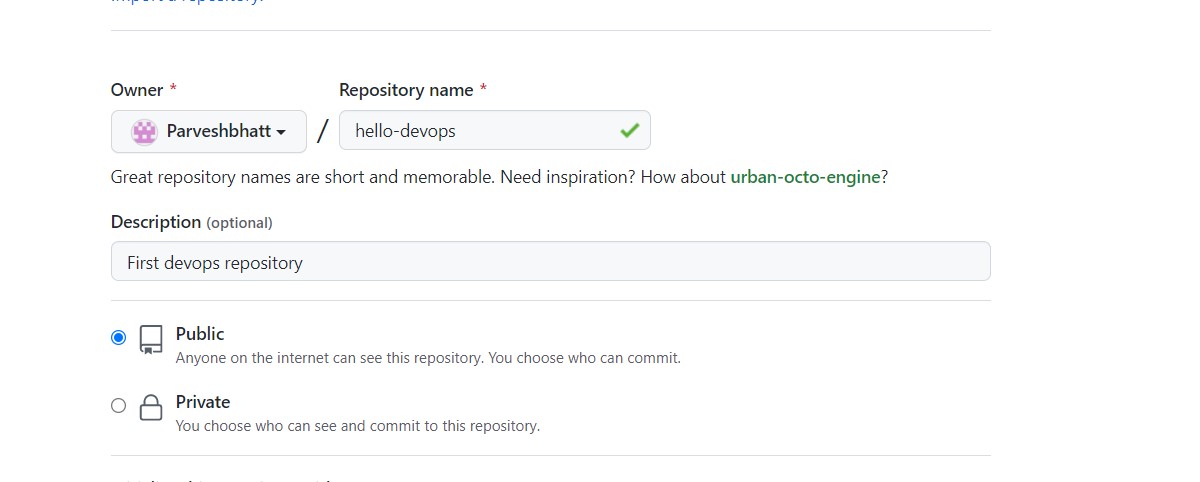 Import a repository.
Owner *
Repository name *
Parveshbhatt
/
hello-devops
Great repository names are short and memorable. Need inspiration? How about urban-octo-engine?
Description (optional)
First devops repository
Public
Anyone on the internet can see this repository. You choose who can commit.
Private
You choose who can see and commit to this repository.